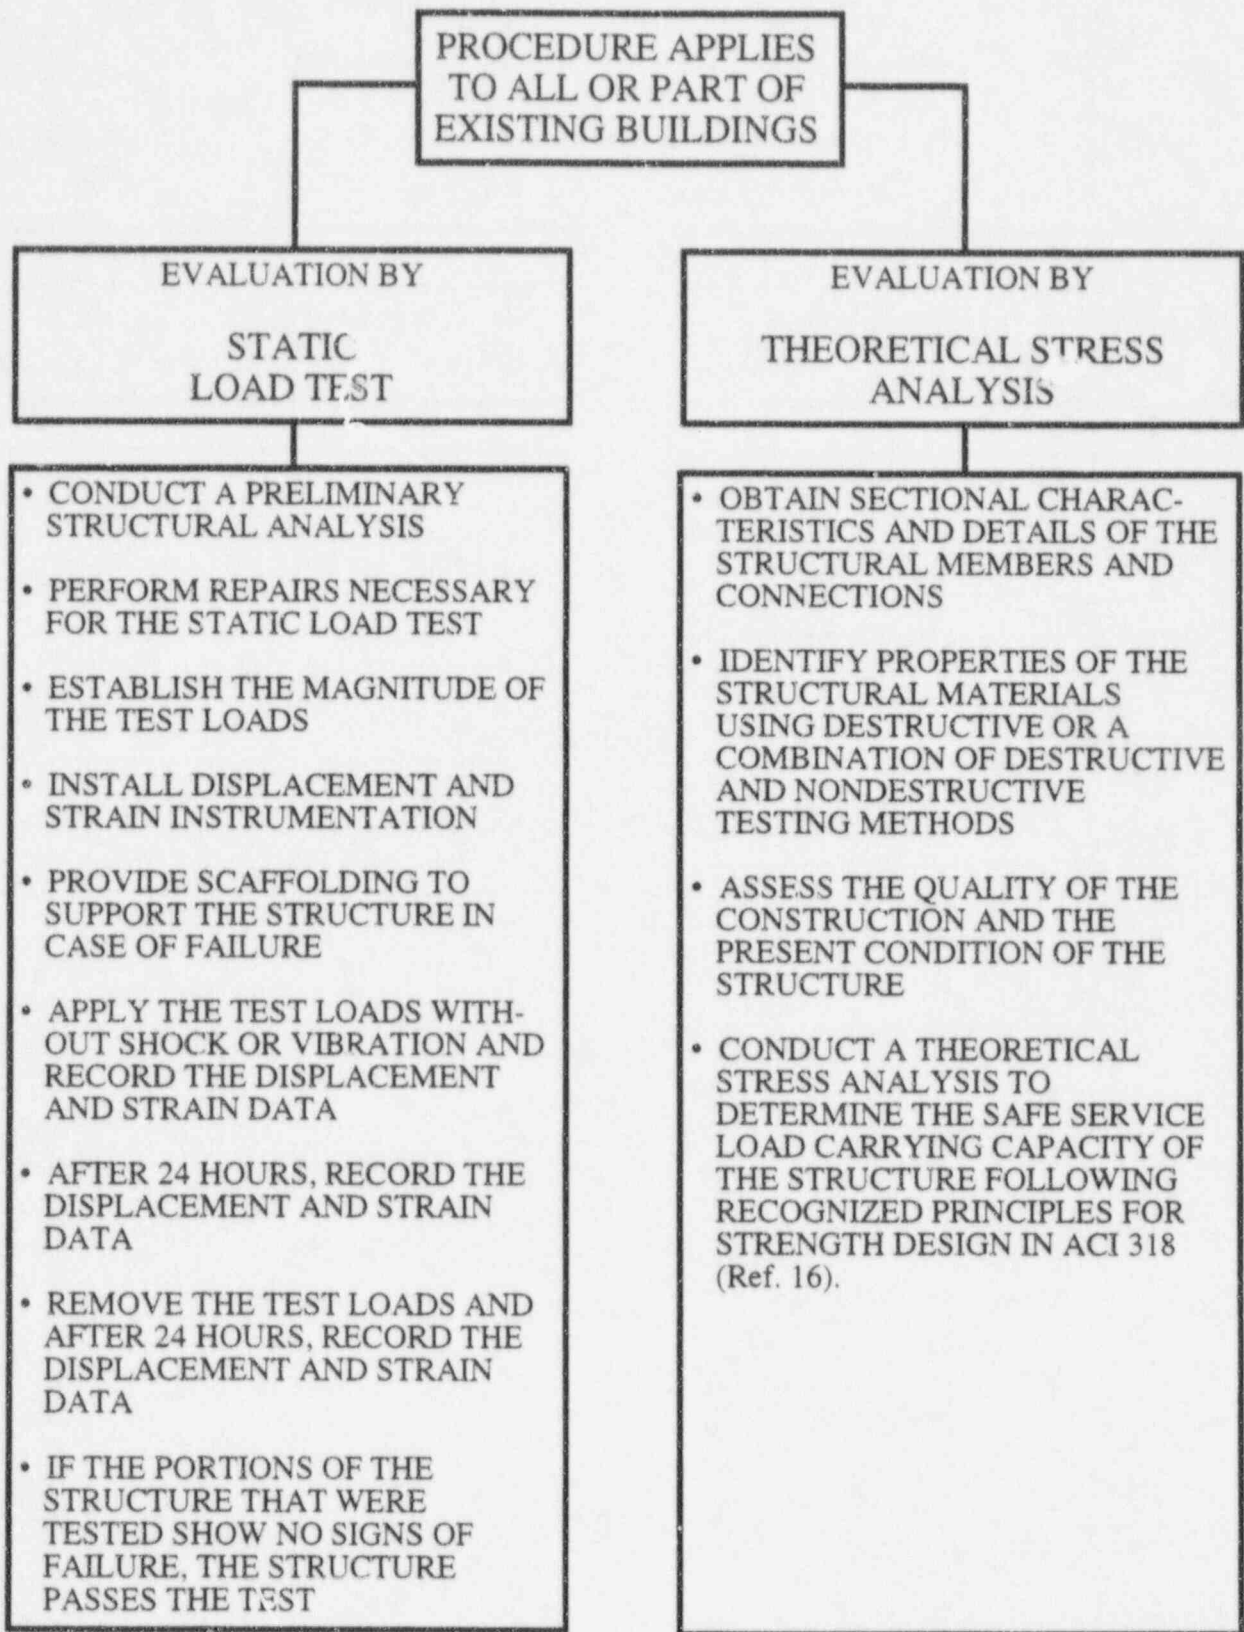 PROCEDURE APPLIES
TO ALL OR PART OF
EXISTING BUILDINGS
EVALUATION BY
STATIC
LOAD TEST
• CONDUCT A PRELIMINARY
STRUCTURAL ANALYSIS
• PERFORM REPAIRS NECESSARY
FOR THE STATIC LOAD TEST
• ESTABLISH THE MAGNITUDE OF
THE TEST LOADS
• INSTALL DISPLACEMENT AND
STRAIN INSTRUMENTATION
• PROVIDE SCAFFOLDING TO
SUPPORT THE STRUCTURE IN
CASE OF FAILURE
• APPLY THE TEST LOADS WITH-
OUT SHOCK OR VIBRATION AND
RECORD THE DISPLACEMENT
AND STRAIN DATA
• AFTER 24 HOURS, RECORD THE
DISPLACEMENT AND STRAIN
DATA
• REMOVE THE TEST LOADS AND
AFTER 24 HOURS, RECORD THE
DISPLACEMENT AND STRAIN
DATA
• IF THE PORTIONS OF THE
STRUCTURE THAT WERE
TESTED SHOW NO SIGNS OF
FAILURE, THE STRUCTURE
PASSES THE TEST
EVALUATION BY
THEORETICAL STRESS
ANALYSIS
• OBTAIN SECTIONAL CHARAC-
TERISTICS AND DETAILS OF THE
STRUCTURAL MEMBERS AND
CONNECTIONS
• IDENTIFY PROPERTIES OF THE
STRUCTURAL MATERIALS
USING DESTRUCTIVE OR A
COMBINATION OF DESTRUCTIVE
AND NONDESTRUCTIVE
TESTING METHODS
• ASSESS THE QUALITY OF THE
CONSTRUCTION AND THE
PRESENT CONDITION OF THE
STRUCTURE
• CONDUCT A THEORETICAL
STRESS ANALYSIS TO
DETERMINE THE SAFE SERVICE
LOAD CARRYING CAPACITY OF
THE STRUCTURE FOLLOWING
RECOGNIZED PRINCIPLES FOR
STRENGTH DESIGN IN ACI 318
(Ref. 16).